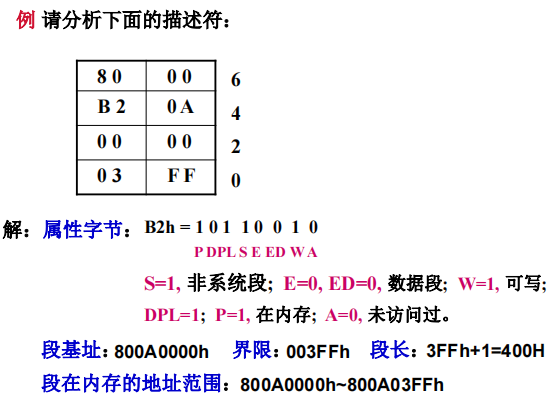 例 请分析下面的描述符：
8 0 0 0 6
B 2 0 A 4
0 0 0 0 2
0 3 F F 0
解：属性字节：B2h = 1 0 1 1 0 0 1 0
P DPL S E ED W A
S=1, 非系统段; E=0, ED=0, 数据段; W=1, 可写;
DPL=1; P=1, 在内存; A=0, 未访问过。
段基址：800A0000h 界限：003FFh 段长：3FFh+1=400H
段在内存的地址范围：800A0000h~800A03FFh